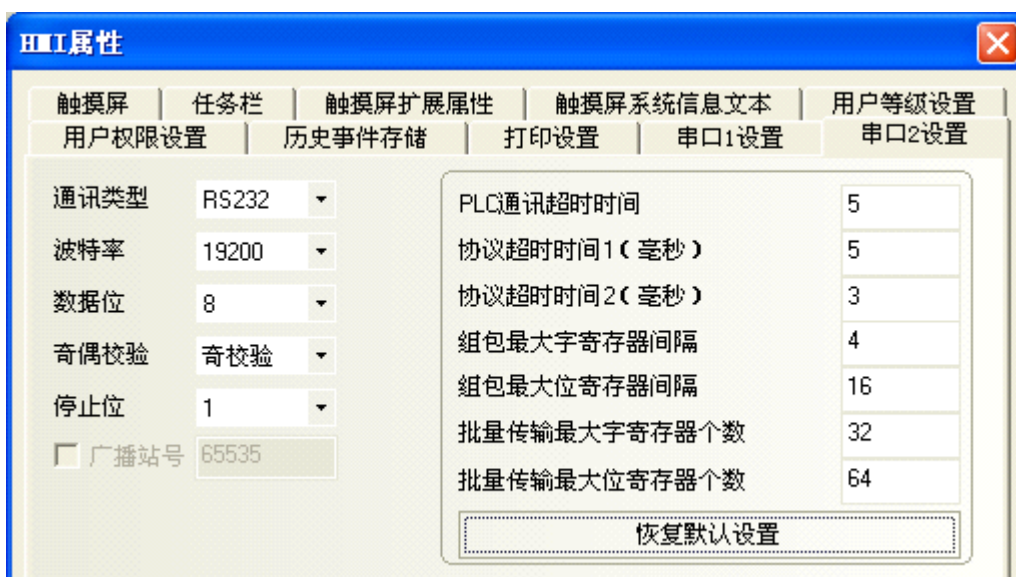 HMI属性
触摸屏 任务栏 触摸屏扩展属性 触摸屏系统信息文本 用户等级设置
用户权限设置 历史事件存储 打印设置 串口1设置 串口2设置
通讯类型 RS232
波特率 19200
数据位 8
奇偶校验 奇校验
停止位 1
广播站号 65535
PLC通讯超时时间 5
协议超时时间1(毫秒) 5
协议超时时间2(毫秒) 3
组包最大字寄存器间隔 4
组包最大位寄存器间隔 16
批量传输最大字寄存器个数 32
批量传输最大位寄存器个数 64
恢复默认设置